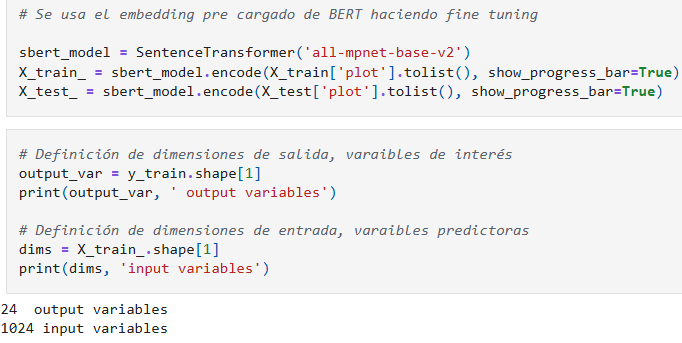 # Se usa el embedding pre cargado de BERT haciendo fine tuning
sbert_model = SentenceTransformer('all-mpnet-base-v2')
X_train_ = sbert_model.encode(X_train['plot'].tolist(), show_progress_bar=True)
X_test_ = sbert_model.encode(X_test['plot'].tolist(), show_progress_bar=True)
# Definición de dimensiones de salida, varaibles de interés
output_var = y_train.shape[1]
print(output_var, ' output variables')
# Definición de dimensiones de entrada, varaibles predictoras
dims = X_train_.shape[1]
print(dims, 'input variables')
24  output variables
1024 input variables